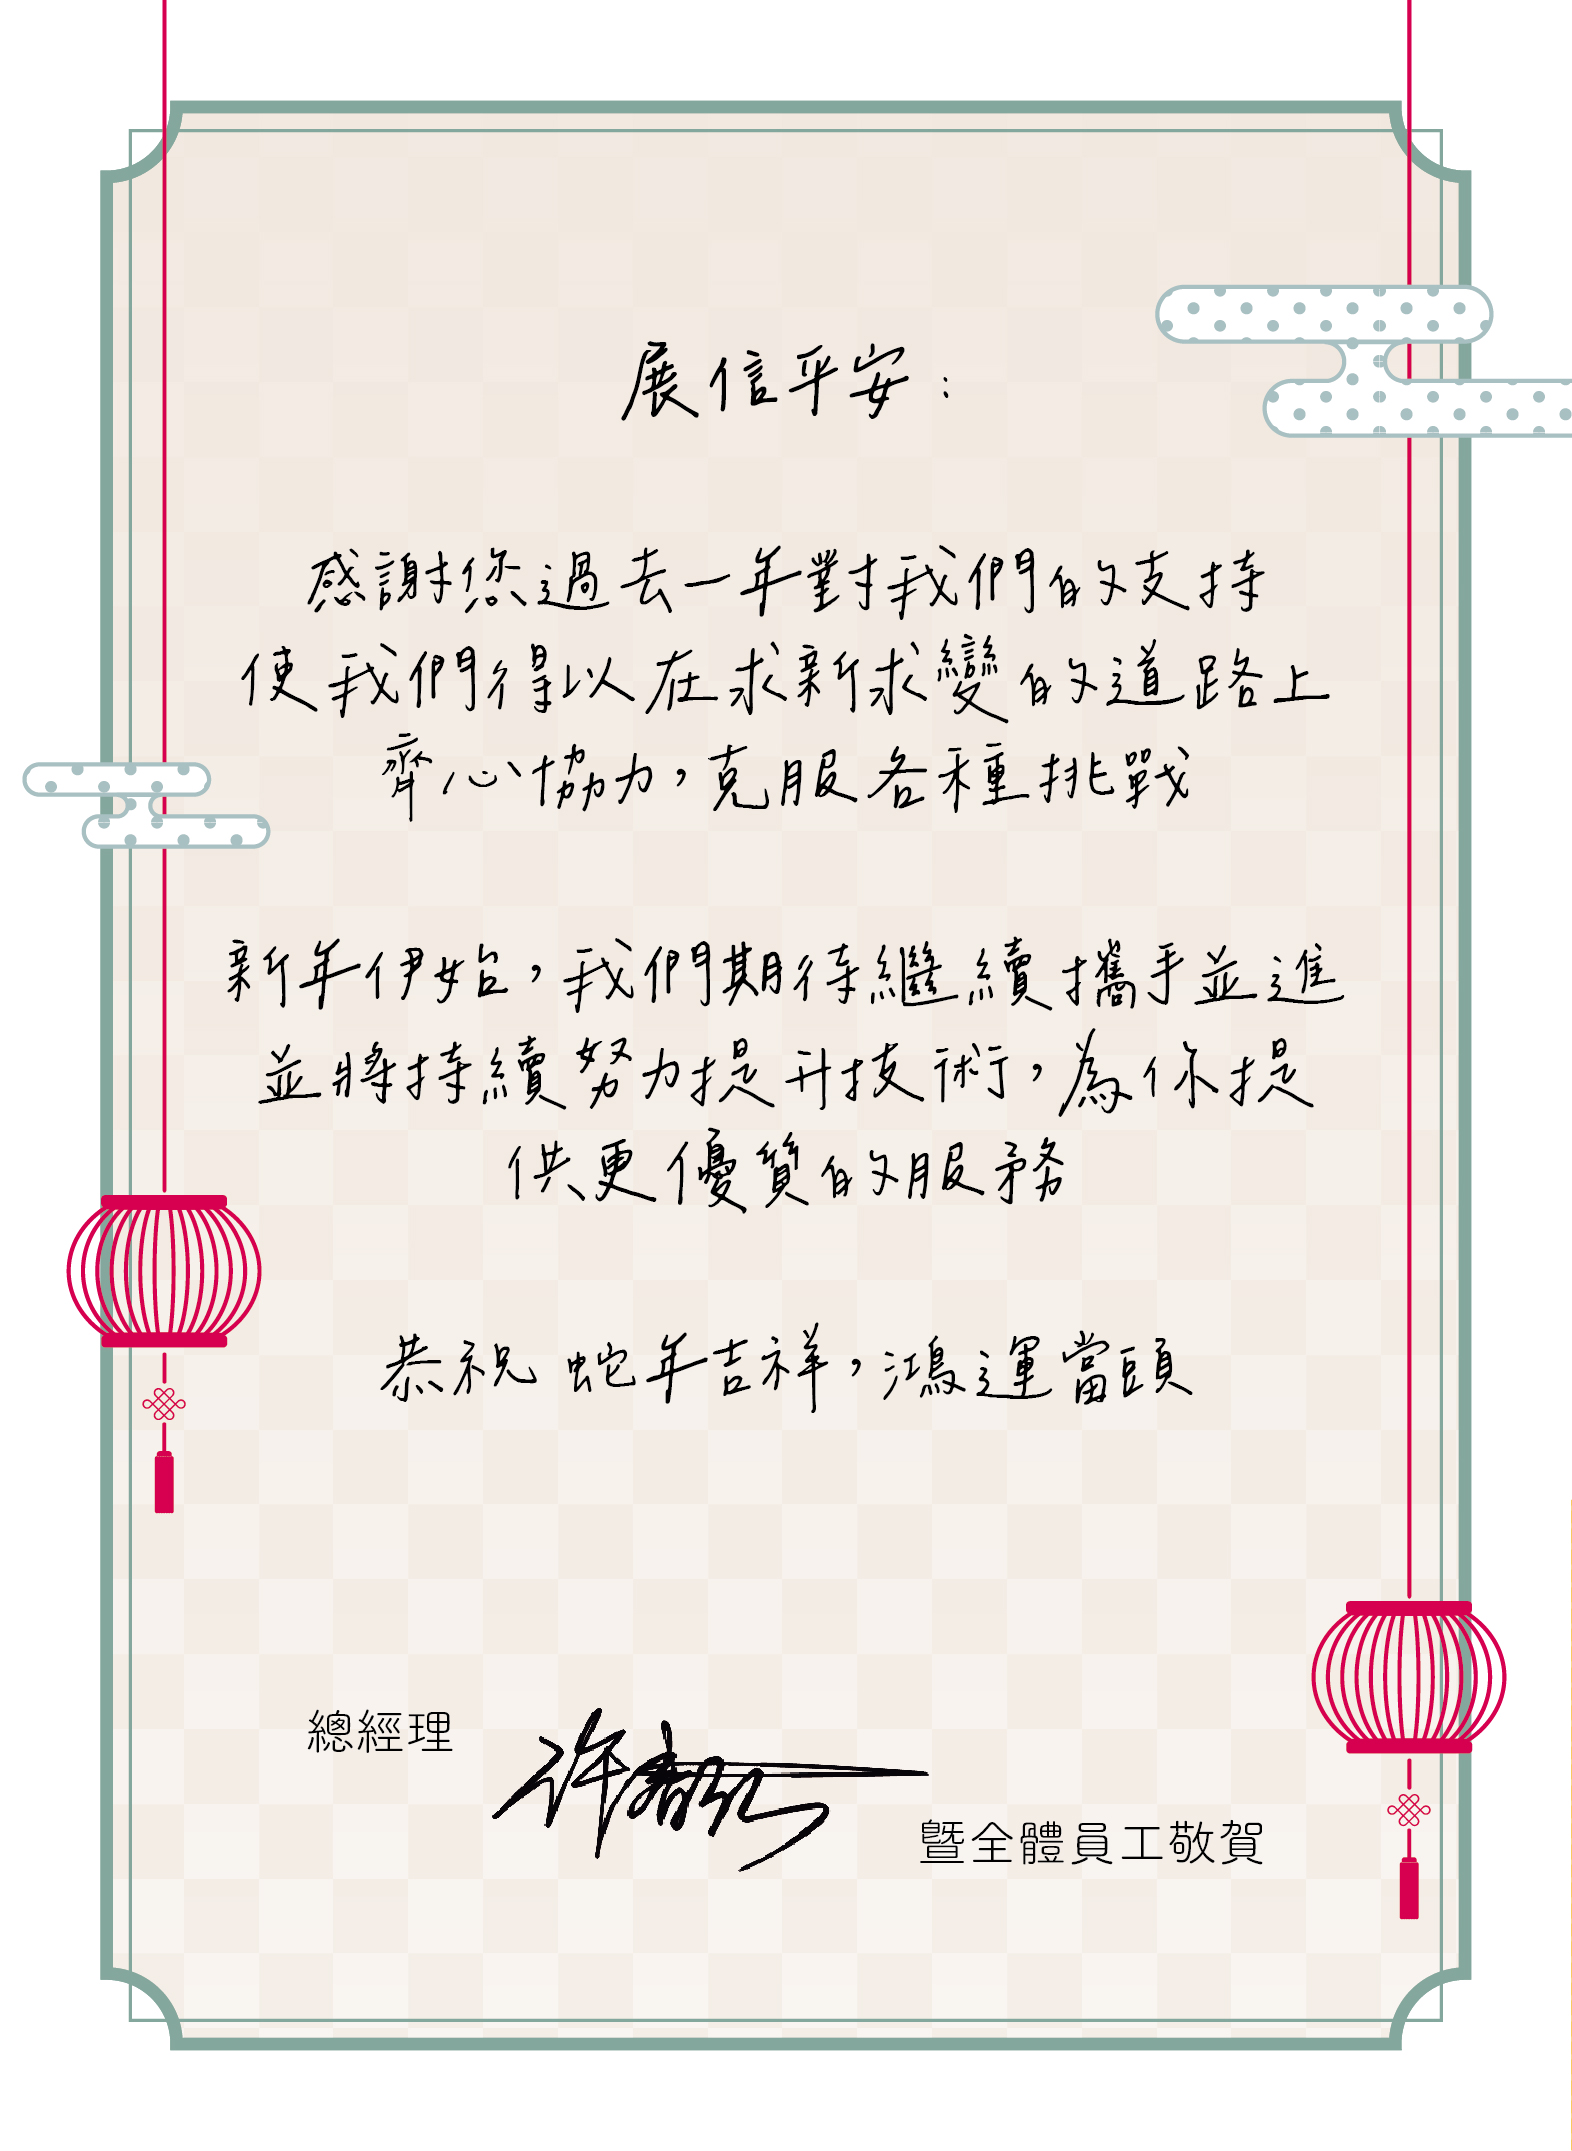 展信平安：
感謝您過去一年對我們的支持
使我們得以在求新求變的道路上
齊心協力，克服各種挑戰
新年伊始，我們期待繼續攜手並進
並將持續努力提升技術，為你提
供更優質的服務
恭祝 蛇年吉祥，鴻運當頭
總經理
許春
暨全體員工敬賀